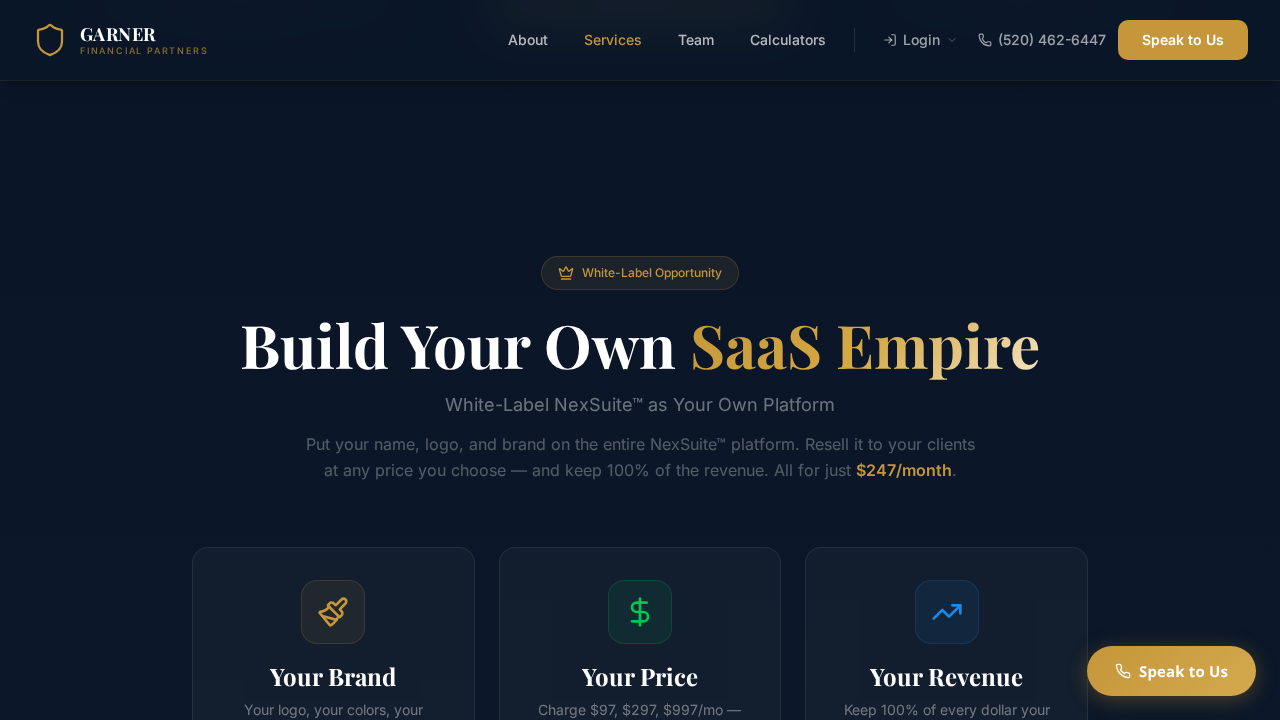 GARNER
FINANCIAL PARTNERS
About
Services
Team
Calculators
Login
(520) 462-6447
Speak to Us
White-Label Opportunity
Build Your Own SaaS Empire
White-Label NexSuite™ as Your Own Platform
Put your name, logo, and brand on the entire NexSuite™ platform. Resell it to your clients
at any price you choose — and keep 100% of the revenue. All for just $247/month.
Your Brand
Your logo, your colors, your
Your Price
Charge $97, $297, $997/mo —
Your Revenue
Keep 100% of every dollar your
Speak to Us